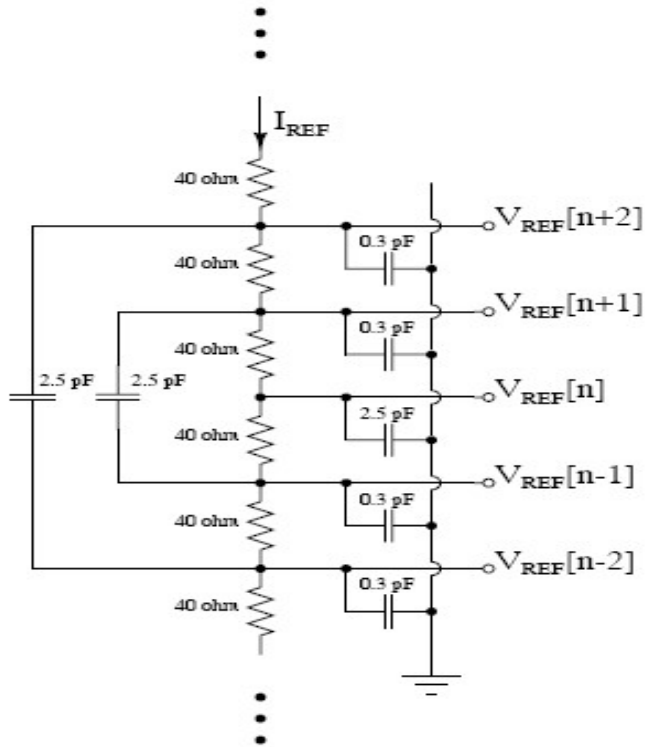 I_REF
40 ohm
V_REF[n+2]
0.3 pF
40 ohm
V_REF[n+1]
0.3 pF
40 ohm
2.5 pF
2.5 pF
V_REF[n]
2.5 pF
40 ohm
V_REF[n-1]
0.3 pF
40 ohm
V_REF[n-2]
0.3 pF
40 ohm